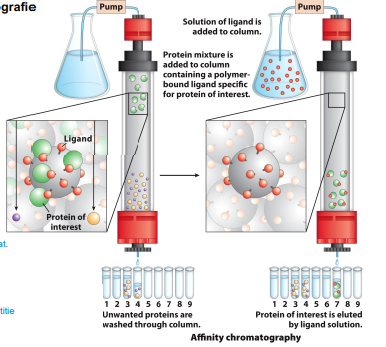 grafie
Pump
Pump
Solution of ligand is
added to column.
Protein mixture is
added to column
containing a polymer-
bound ligand specific
for protein of interest.
Ligand
Protein of
interest
at.
titie
1 2 3 4 5 6 7 8 9
1 2 3 4 5 6 7 8 9
Unwanted proteins are
washed through column.
Protein of interest is eluted
by ligand solution.
Affinity chromatography